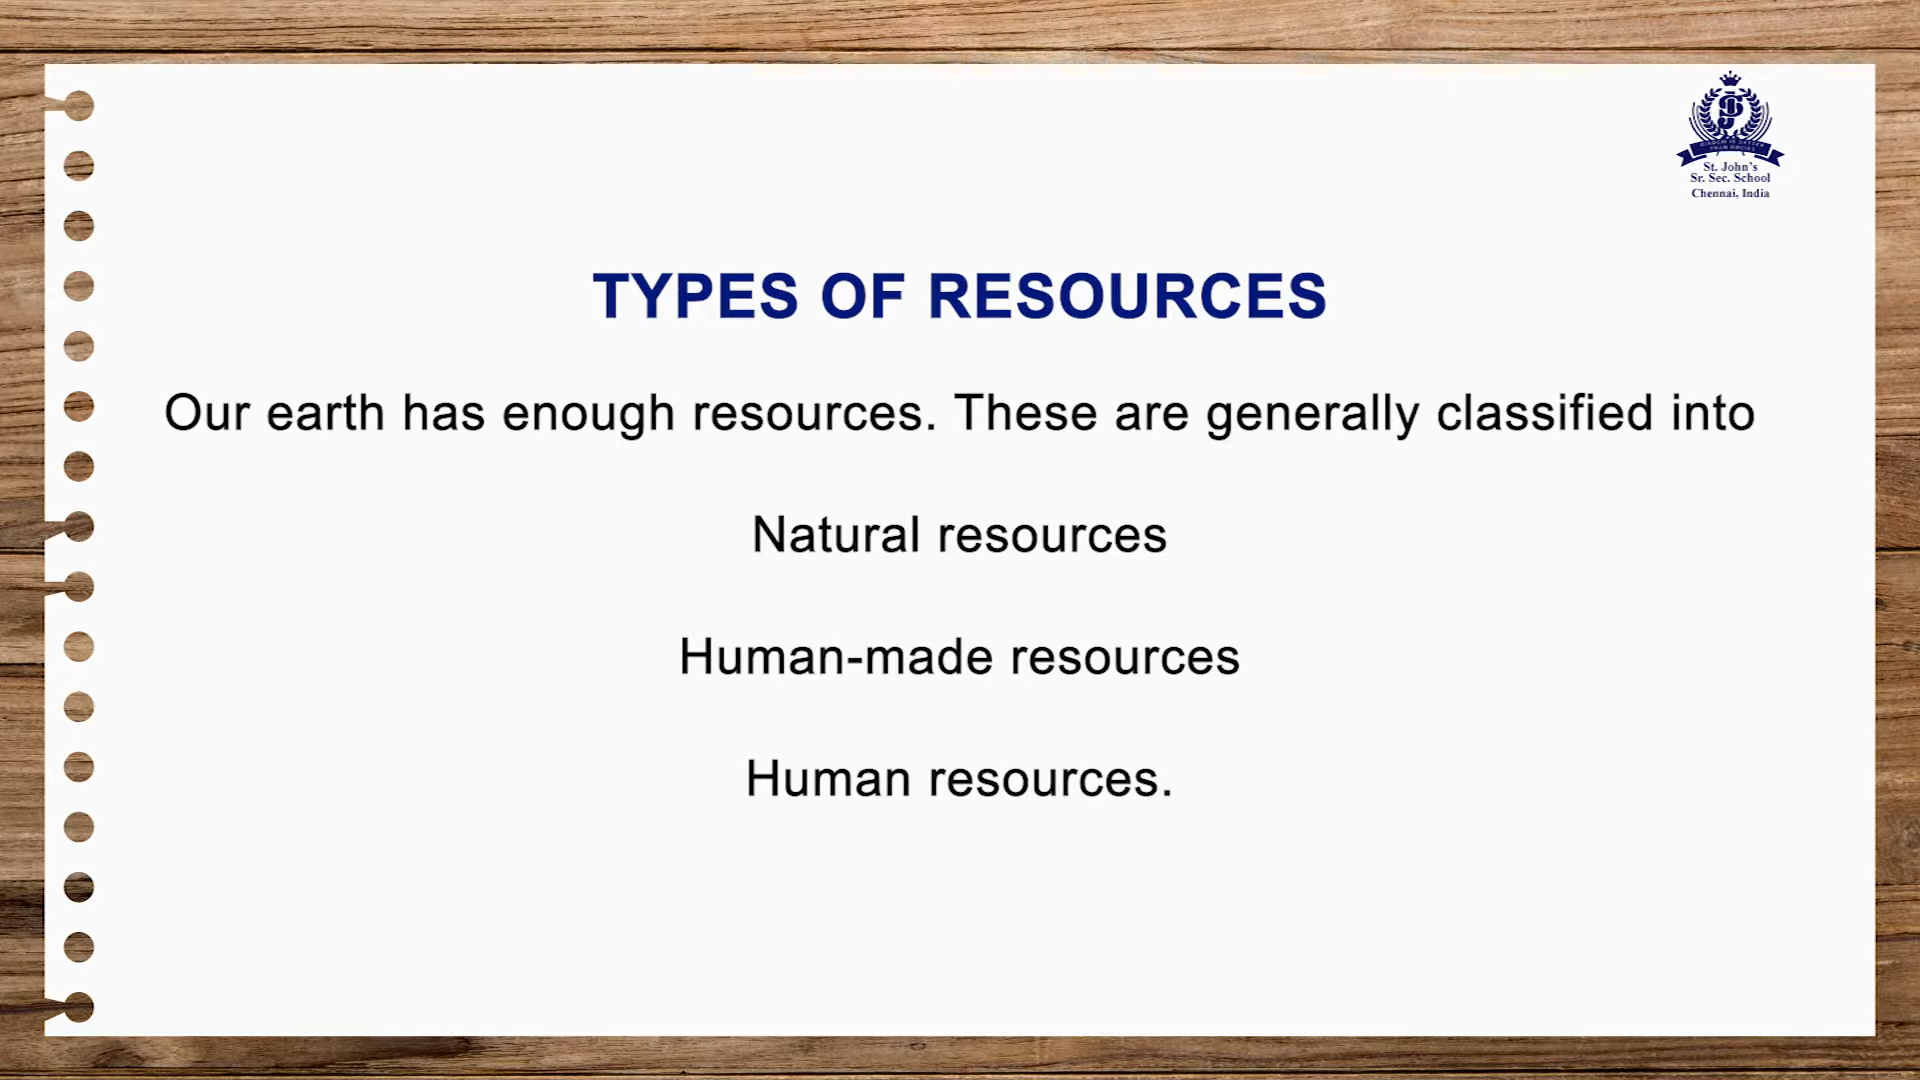 St. John's
Sr. Sec. School
Chennai, India
TYPES OF RESOURCES
Our earth has enough resources. These are generally classified into
Natural resources
Human-made resources
Human resources.